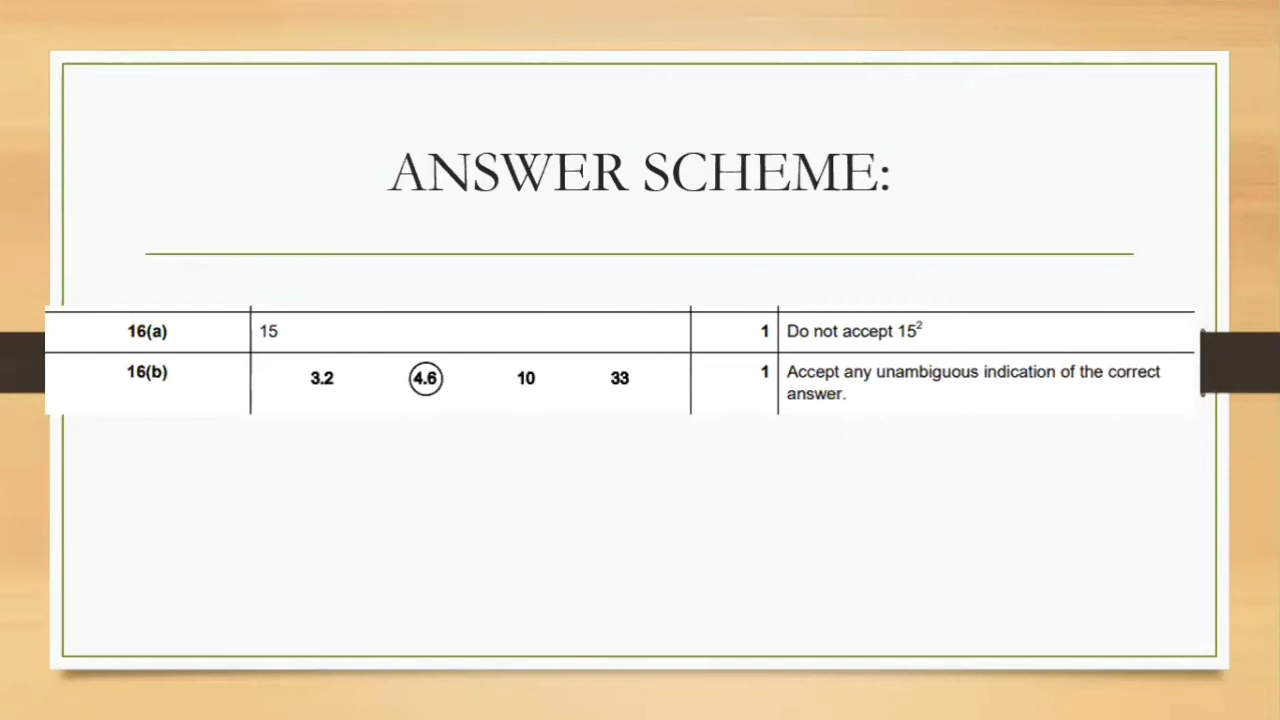 ANSWER SCHEME:
16(a) 15 1 Do not accept 15²
16(b) 3.2 4.6 10 33 1 Accept any unambiguous indication of the correct
answer.